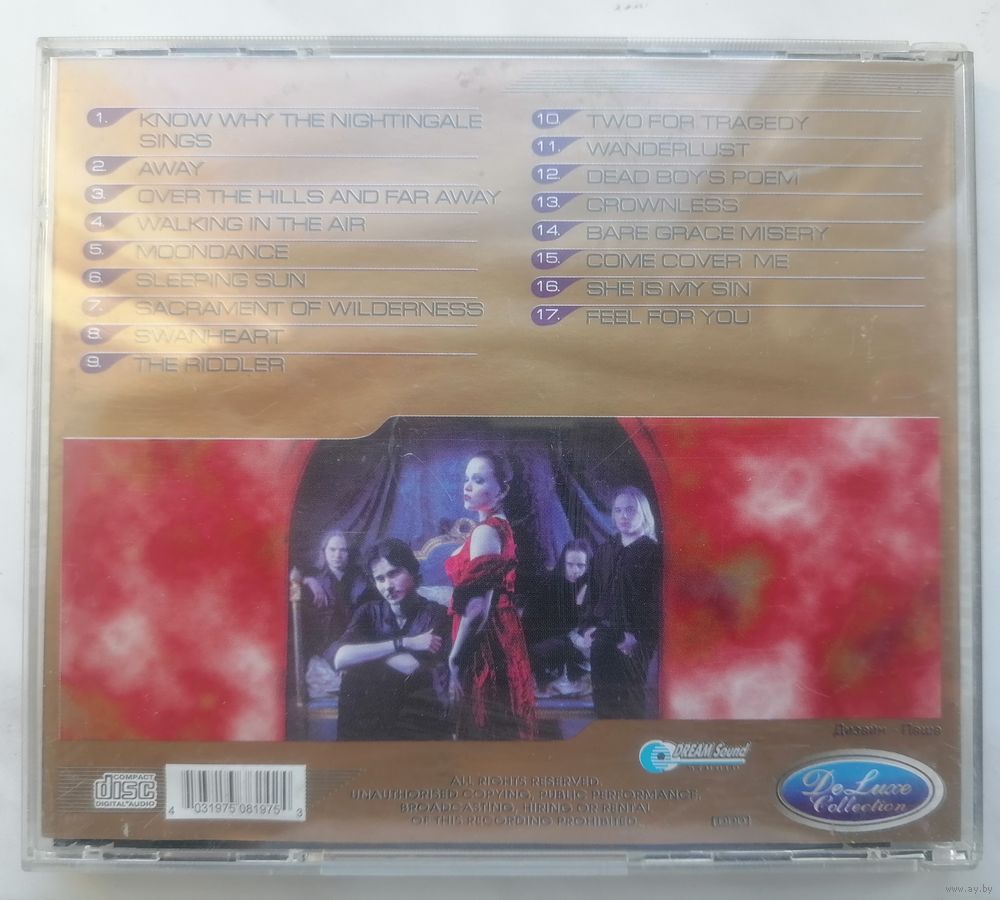 1. KNOW WHY THE NIGHTINGALE
SINGS
2. AWAY
3. OVER THE HILLS AND FAR AWAY
4. WALKING IN THE AIR
5. MOONDANCE
6. SLEEPING SUN
7. SACRAMENT OF WILDERNESS
8. SWANHEART
9. THE RIDDLER
10. TWO FOR TRAGEDY
11. WANDERLUST
12. DEAD BOY'S POEM
13. CROWNLESS
14. BARE GRACE MISERY
15. COME COVER ME
16. SHE IS MY SIN
17. FEEL FOR YOU
Дизайн - Паша
DREAM Sound
STUDIO
COMPACT
disc
DIGITAL AUDIO
4 031975 081975 3
ALL RIGHTS RESERVED.
UNAUTHORISED COPYING, PUBLIC PERFORMANCE,
BROADCASTING, HIRING OR RENTAL
OF THIS RECORDING PROHIBITED.
DeLuxe
Collection
www.ay.by